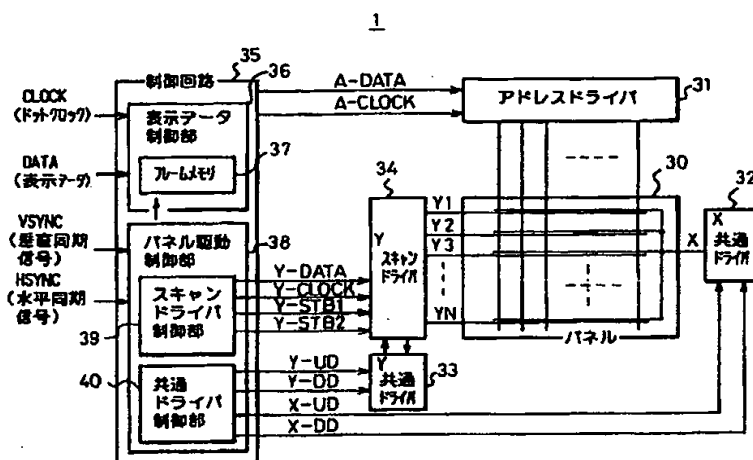 1
35
制御回路
36
CLOCK
(ドットクロック)
表示データ
制御部
37
フレームメモリ
DATA
(表示データ)
A-DATA
A-CLOCK
アドレスドライバ
31
VSYNC
(垂直同期
信号)
HSYNC
(水平同期
信号)
パネル駆動
制御部
38
スキャン
ドライバ
制御部
39
Y-DATA
Y-CLOCK
Y-STB1
Y-STB2
34
Y
スキャン
ドライバ
Y1
Y2
Y3
YN
30
パネル
X
32
X
共通
ドライバ
40
共通
ドライバ
制御部
Y-UD
Y-DD
X-UD
X-DD
Y
共通
ドライバ
33